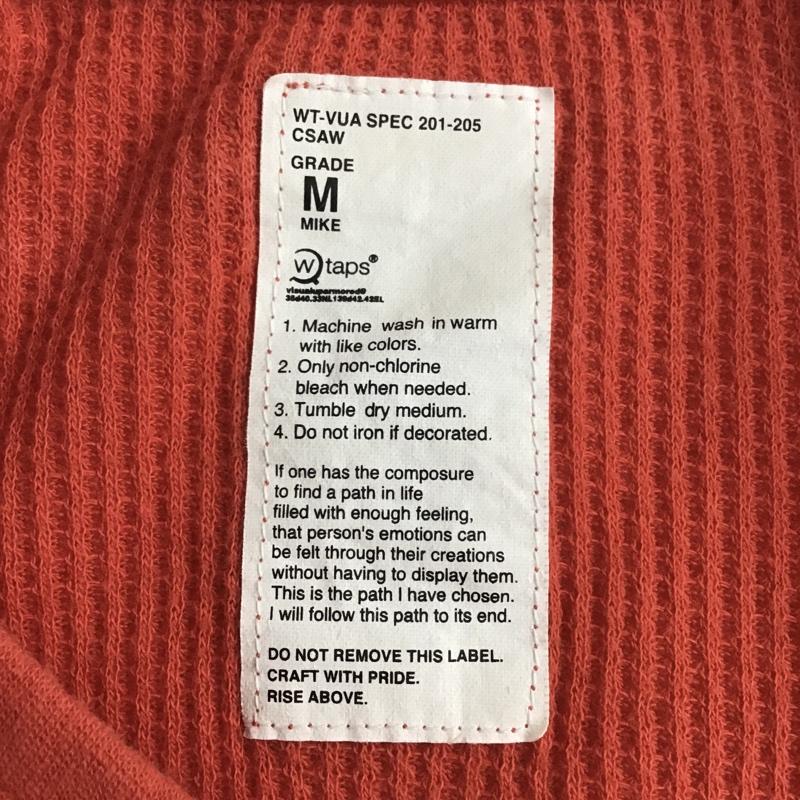 WT-VUA SPEC 201-205
CSAW
GRADE
M
MIKE
W taps®
visualuparmored®
1. Machine wash in warm
with like colors.
2. Only non-chlorine
bleach when needed.
3. Tumble dry medium.
4. Do not iron if decorated.
If one has the composure
to find a path in life
filled with enough feeling,
that person's emotions can
be felt through their creations
without having to display them.
This is the path I have chosen.
I will follow this path to its end.
DO NOT REMOVE THIS LABEL.
CRAFT WITH PRIDE.
RISE ABOVE.